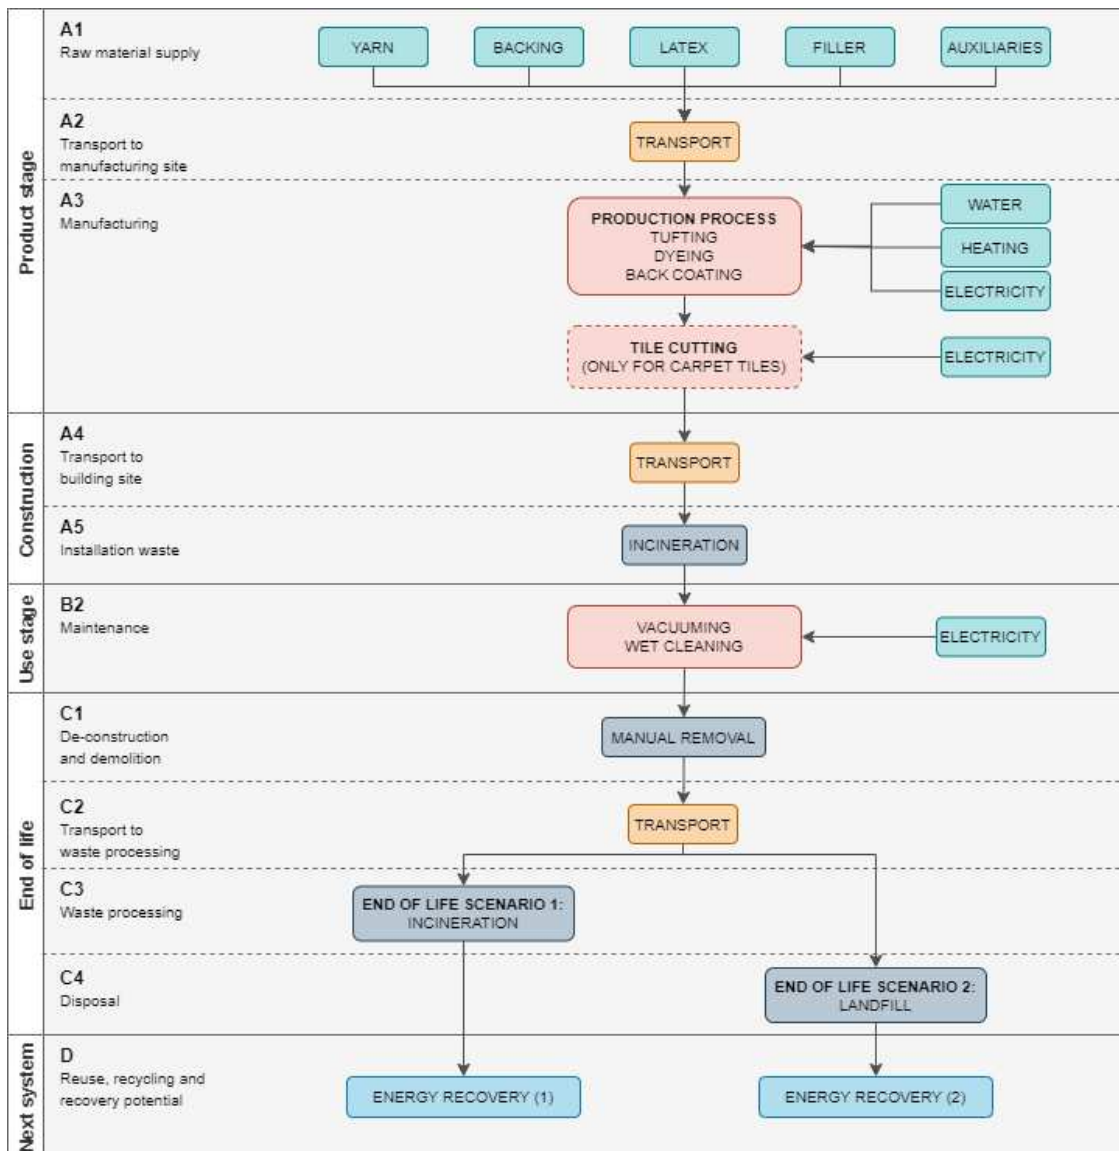 Product stage
A1
Raw material supply
YARN
BACKING
LATEX
FILLER
AUXILIARIES
A2
Transport to
manufacturing site
TRANSPORT
A3
Manufacturing
PRODUCTION PROCESS
TUFTING
DYEING
BACK COATING
WATER
HEATING
ELECTRICITY
TILE CUTTING
(ONLY FOR CARPET TILES)
ELECTRICITY
Construction
A4
Transport to
building site
TRANSPORT
A5
Installation waste
INCINERATION
Use stage
B2
Maintenance
VACUUMING
WET CLEANING
ELECTRICITY
End of life
C1
De-construction
and demolition
MANUAL REMOVAL
C2
Transport to
waste processing
TRANSPORT
C3
Waste processing
END OF LIFE SCENARIO 1:
INCINERATION
C4
Disposal
END OF LIFE SCENARIO 2:
LANDFILL
Next system
D
Reuse, recycling and
recovery potential
ENERGY RECOVERY (1)
ENERGY RECOVERY (2)